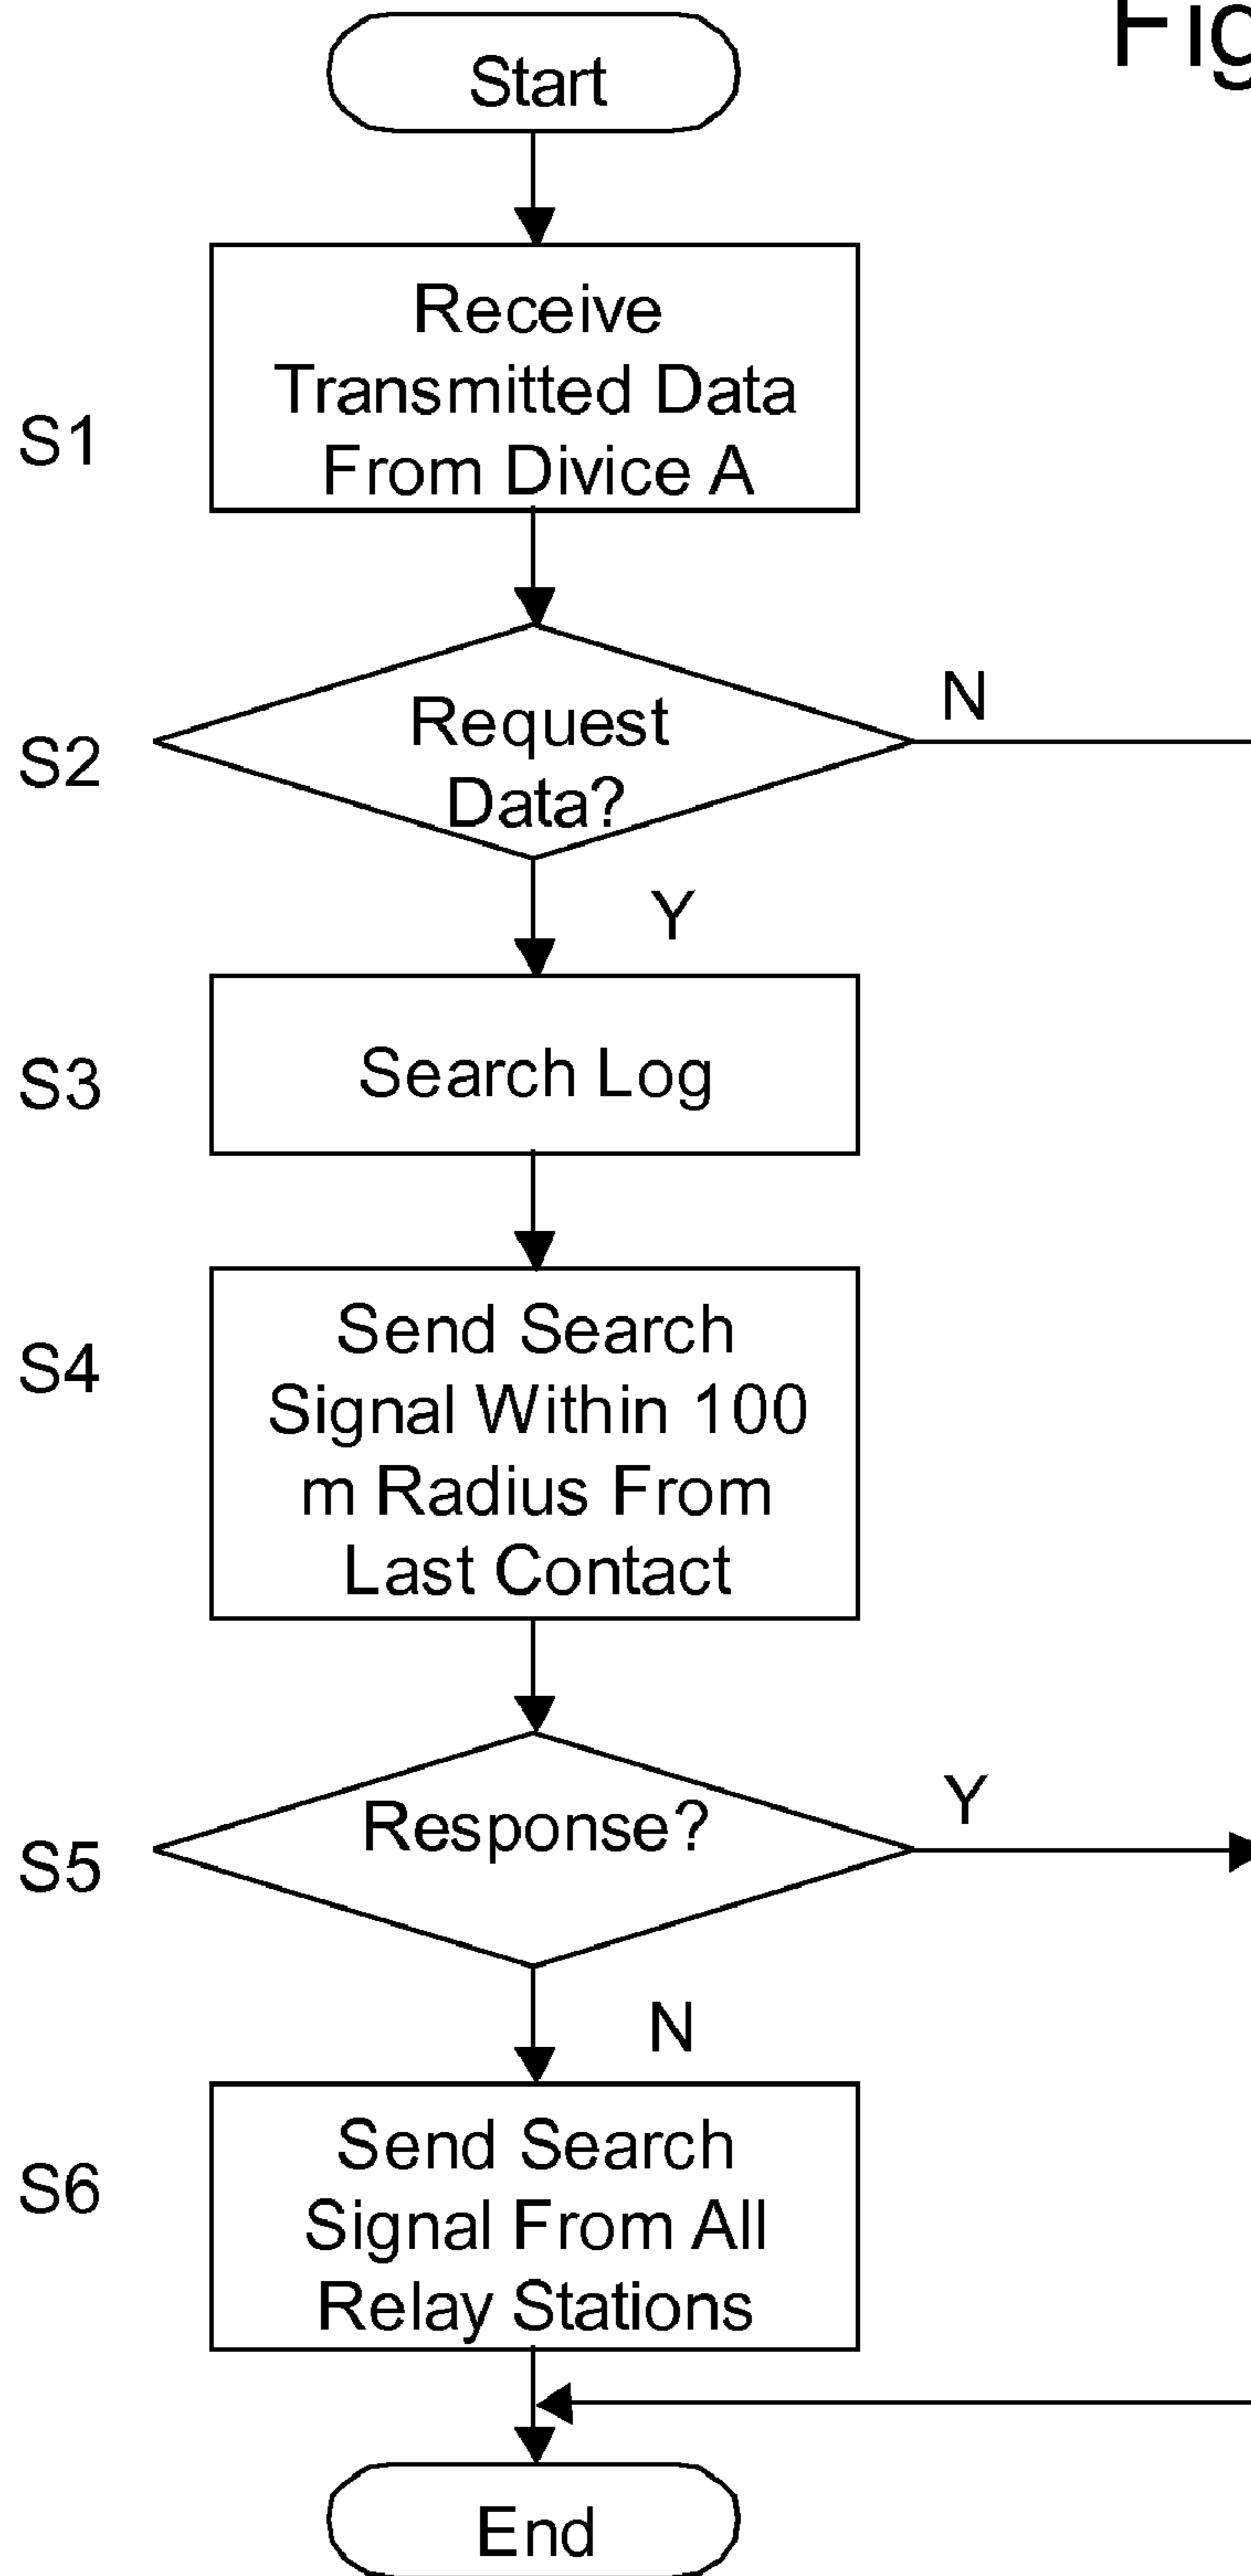 Fig
Start
S1
Receive
Transmitted Data
From Divice A
S2
Request
Data?
N
Y
S3
Search Log
S4
Send Search
Signal Within 100
m Radius From
Last Contact
S5
Response?
Y
N
S6
Send Search
Signal From All
Relay Stations
End